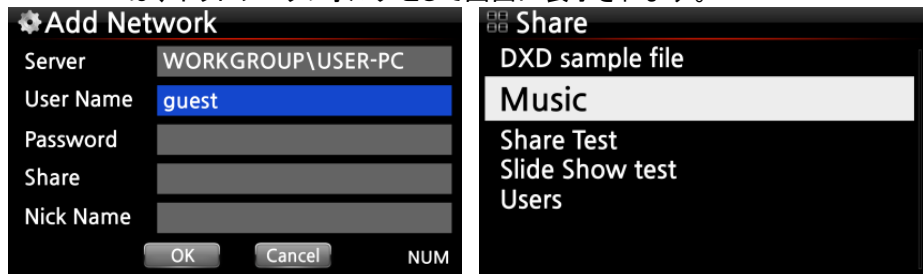 Add Network
Server WORKGROUP\USER-PC
User Name guest
Password
Share
Nick Name
OK Cancel NUM
Share
DXD sample file
Music
Share Test
Slide Show test
Users